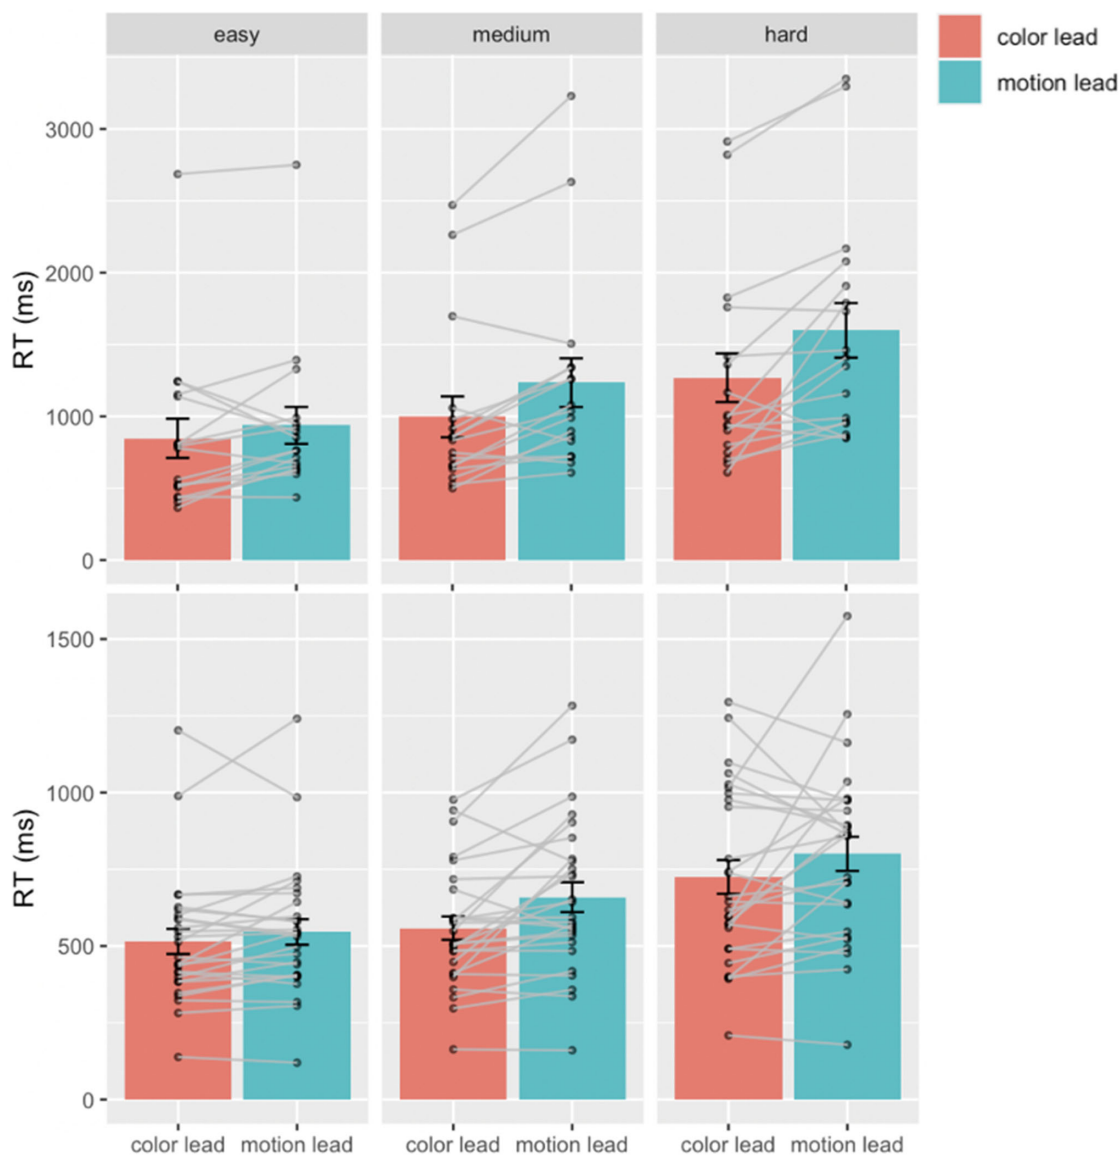 easy
medium
hard
color lead
motion lead
RT (ms)
3000
2000
1000
0
RT (ms)
1500
1000
500
0
color lead
motion lead
color lead
motion lead
color lead
motion lead